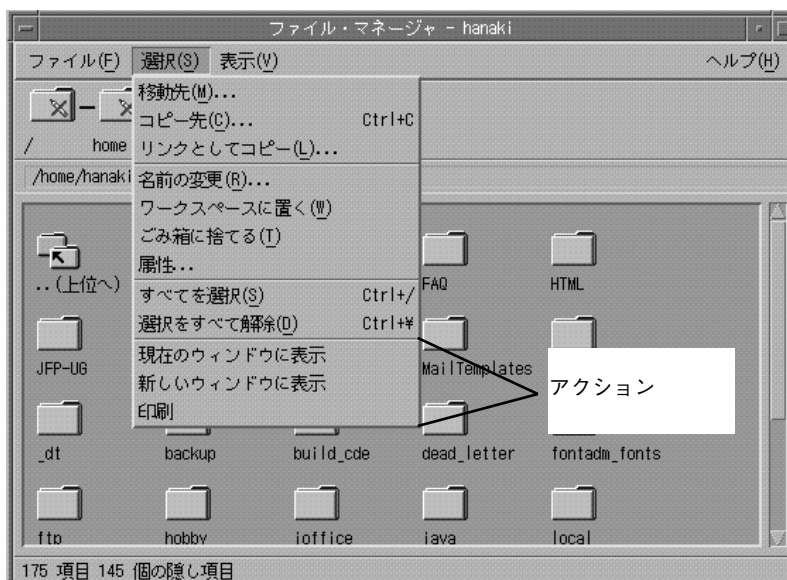 ファイル・マネージャ - hanaki
ファイル(F) 選択(S) 表示(V) ヘルプ(H)
移動先(M)...
コピー先(C)... Ctrl+C
リンクとしてコピー(L)...
/ home
/home/hanaki
名前の変更(R)...
ワークスペースに置く(W)
ごみ箱に捨てる(T)
属性...
すべてを選択(S) Ctrl+/
選択をすべて解除(D) Ctrl+¥
現在のウィンドウに表示
新しいウィンドウに表示
印刷
アクション
..(上位へ) FAQ HTML
JFP-UG MailTemplates
_dt backup build_cde dead_letter fontadm_fonts
ftp hobby ioffice java local
175 項目 145 個の隠し項目